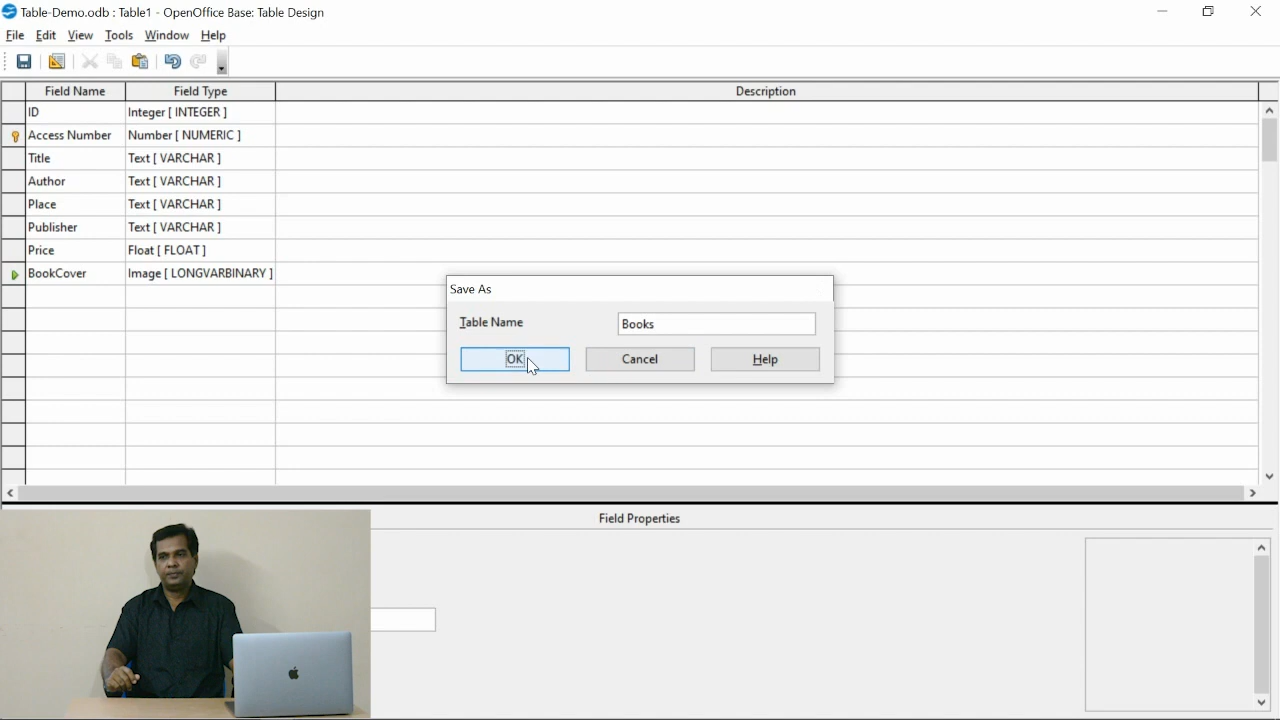 Table-Demo.odb : Table1 - OpenOffice Base: Table Design
File Edit View Tools Window Help
Field Name Field Type Description
ID Integer [ INTEGER ]
Access Number Number [ NUMERIC ]
Title Text [ VARCHAR ]
Author Text [ VARCHAR ]
Place Text [ VARCHAR ]
Publisher Text [ VARCHAR ]
Price Float [ FLOAT ]
BookCover Image [ LONGVARBINARY ]
Save As
Table Name Books
OK Cancel Help
Field Properties